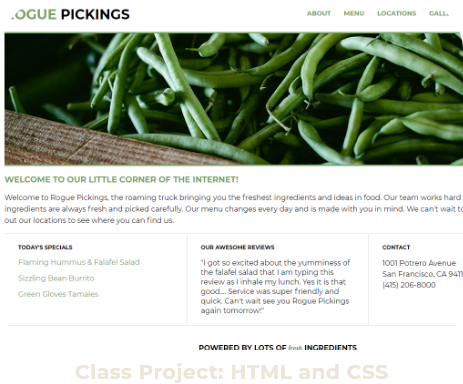 .OGUE PICKINGS
ABOUT MENU LOCATIONS GALL
WELCOME TO OUR LITTLE CORNER OF THE INTERNET!
Welcome to Rogue Pickings, the roaming truck bringing you the freshest ingredients and ideas in food. Our team works hard
ingredients are always fresh and picked carefully. Our menu changes every day and is made with you in mind. We can't wait to
out our locations to see where you can find us.
TODAY'S SPECIALS
Flaming Hummus & Falafel Salad
Sizzling Bean Burrito
Green Gloves Tamales
OUR AWESOME REVIEWS
"I got so excited about the yumminess of
the falafel salad that I am typing this
review as I inhale my lunch. Yes it is that
good.... Service was super friendly and
quick. Can't wait see you Rogue Pickings
again tomorrow!"
CONTACT
1001 Potrero Avenue
San Francisco, CA 9411
(415) 206-8000
POWERED BY LOTS OF fresh INGREDIENTS
Class Project: HTML and CSS